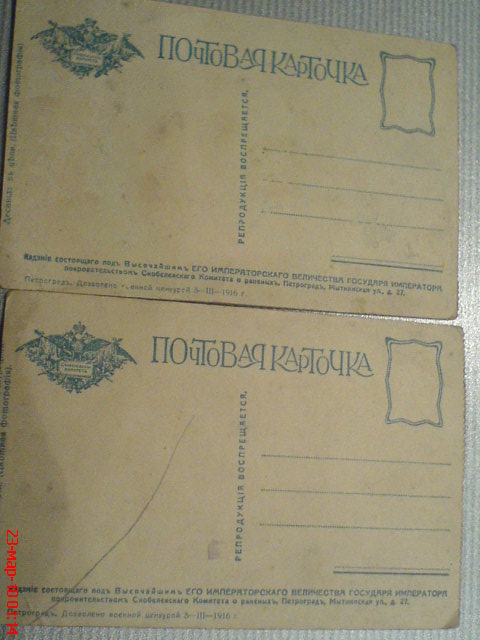 ПОЧТОВАЯ КАРТОЧКА
РЕПРОДУКЦІЯ ВОСПРЕЩАЕТСЯ.
Изданіе состоящаго подъ Высочайшимъ ЕГО ИМПЕРАТОРСКАГО ВЕЛИЧЕСТВА ГОСУДАРЯ ИМПЕРАТОРА
покровительствомъ Скобелевскаго Комитета о раненыхъ. Петроградъ, Мытнинская ул., д. 27.
Петроградъ. Дозволено военной цензурой 5—III—1916 г.
ПОЧТОВАЯ КАРТОЧКА
РЕПРОДУКЦІЯ ВОСПРЕЩАЕТСЯ.
Изданіе состоящаго подъ Высочайшимъ ЕГО ИМПЕРАТОРСКАГО ВЕЛИЧЕСТВА ГОСУДАРЯ ИМПЕРАТОРА
покровительствомъ Скобелевскаго Комитета о раненыхъ, Петроградъ, Мытнинская ул., д. 27.
Петроградъ. Дозволено военной цензурой 5—III—1916 г.